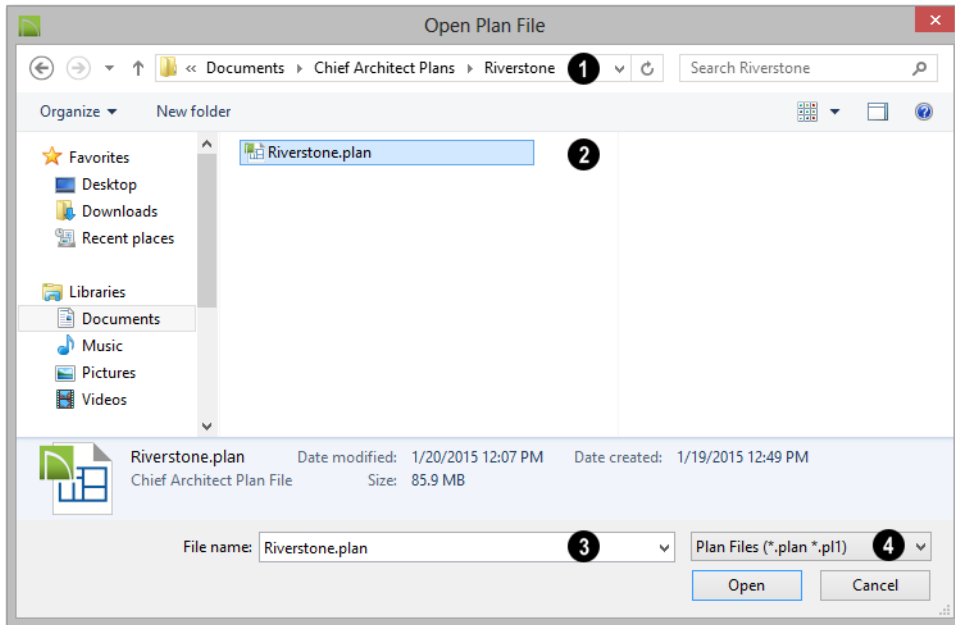 Open Plan File
« Documents Chief Architect Plans Riverstone 1 Search Riverstone
Organize New folder
Favorites
Desktop
Downloads
Recent places
Libraries
Documents
Music
Pictures
Videos
Riverstone.plan 2
Riverstone.plan Date modified: 1/20/2015 12:07 PM Date created: 1/19/2015 12:49 PM
Chief Architect Plan File Size: 85.9 MB
File name: Riverstone.plan 3 Plan Files (*.plan *.pl1) 4
Open Cancel